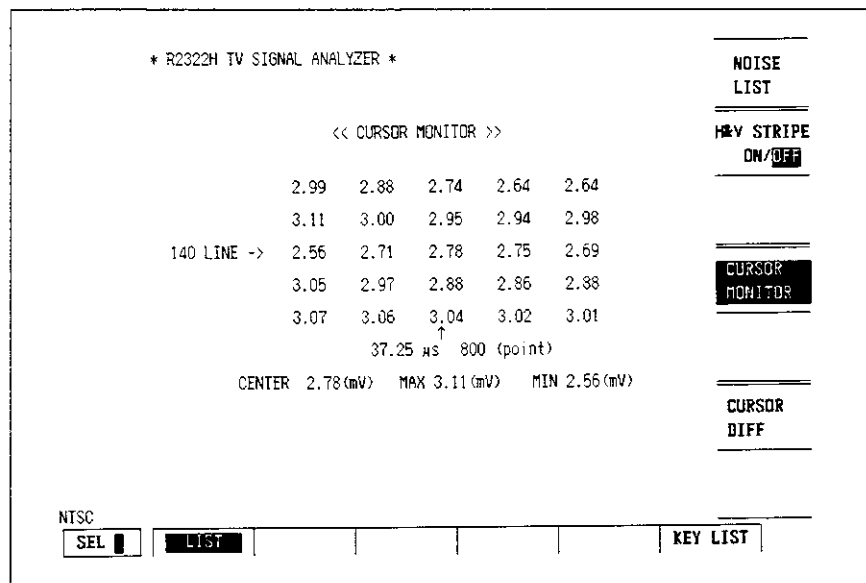 * R2322H TV SIGNAL ANALYZER *
<< CURSOR MONITOR >>
2.99 2.88 2.74 2.64 2.64
3.11 3.00 2.95 2.94 2.98
140 LINE -> 2.56 2.71 2.78 2.75 2.69
3.05 2.97 2.88 2.86 2.88
3.07 3.06 3.04 3.02 3.01
↑
37.25 µS 800 (point)
CENTER 2.78(mV) MAX 3.11(mV) MIN 2.56(mV)
NOISE
LIST
H&V STRIPE
ON/OFF
CURSOR
MONITOR
CURSOR
DIFF
NTSC
SEL LIST KEY LIST